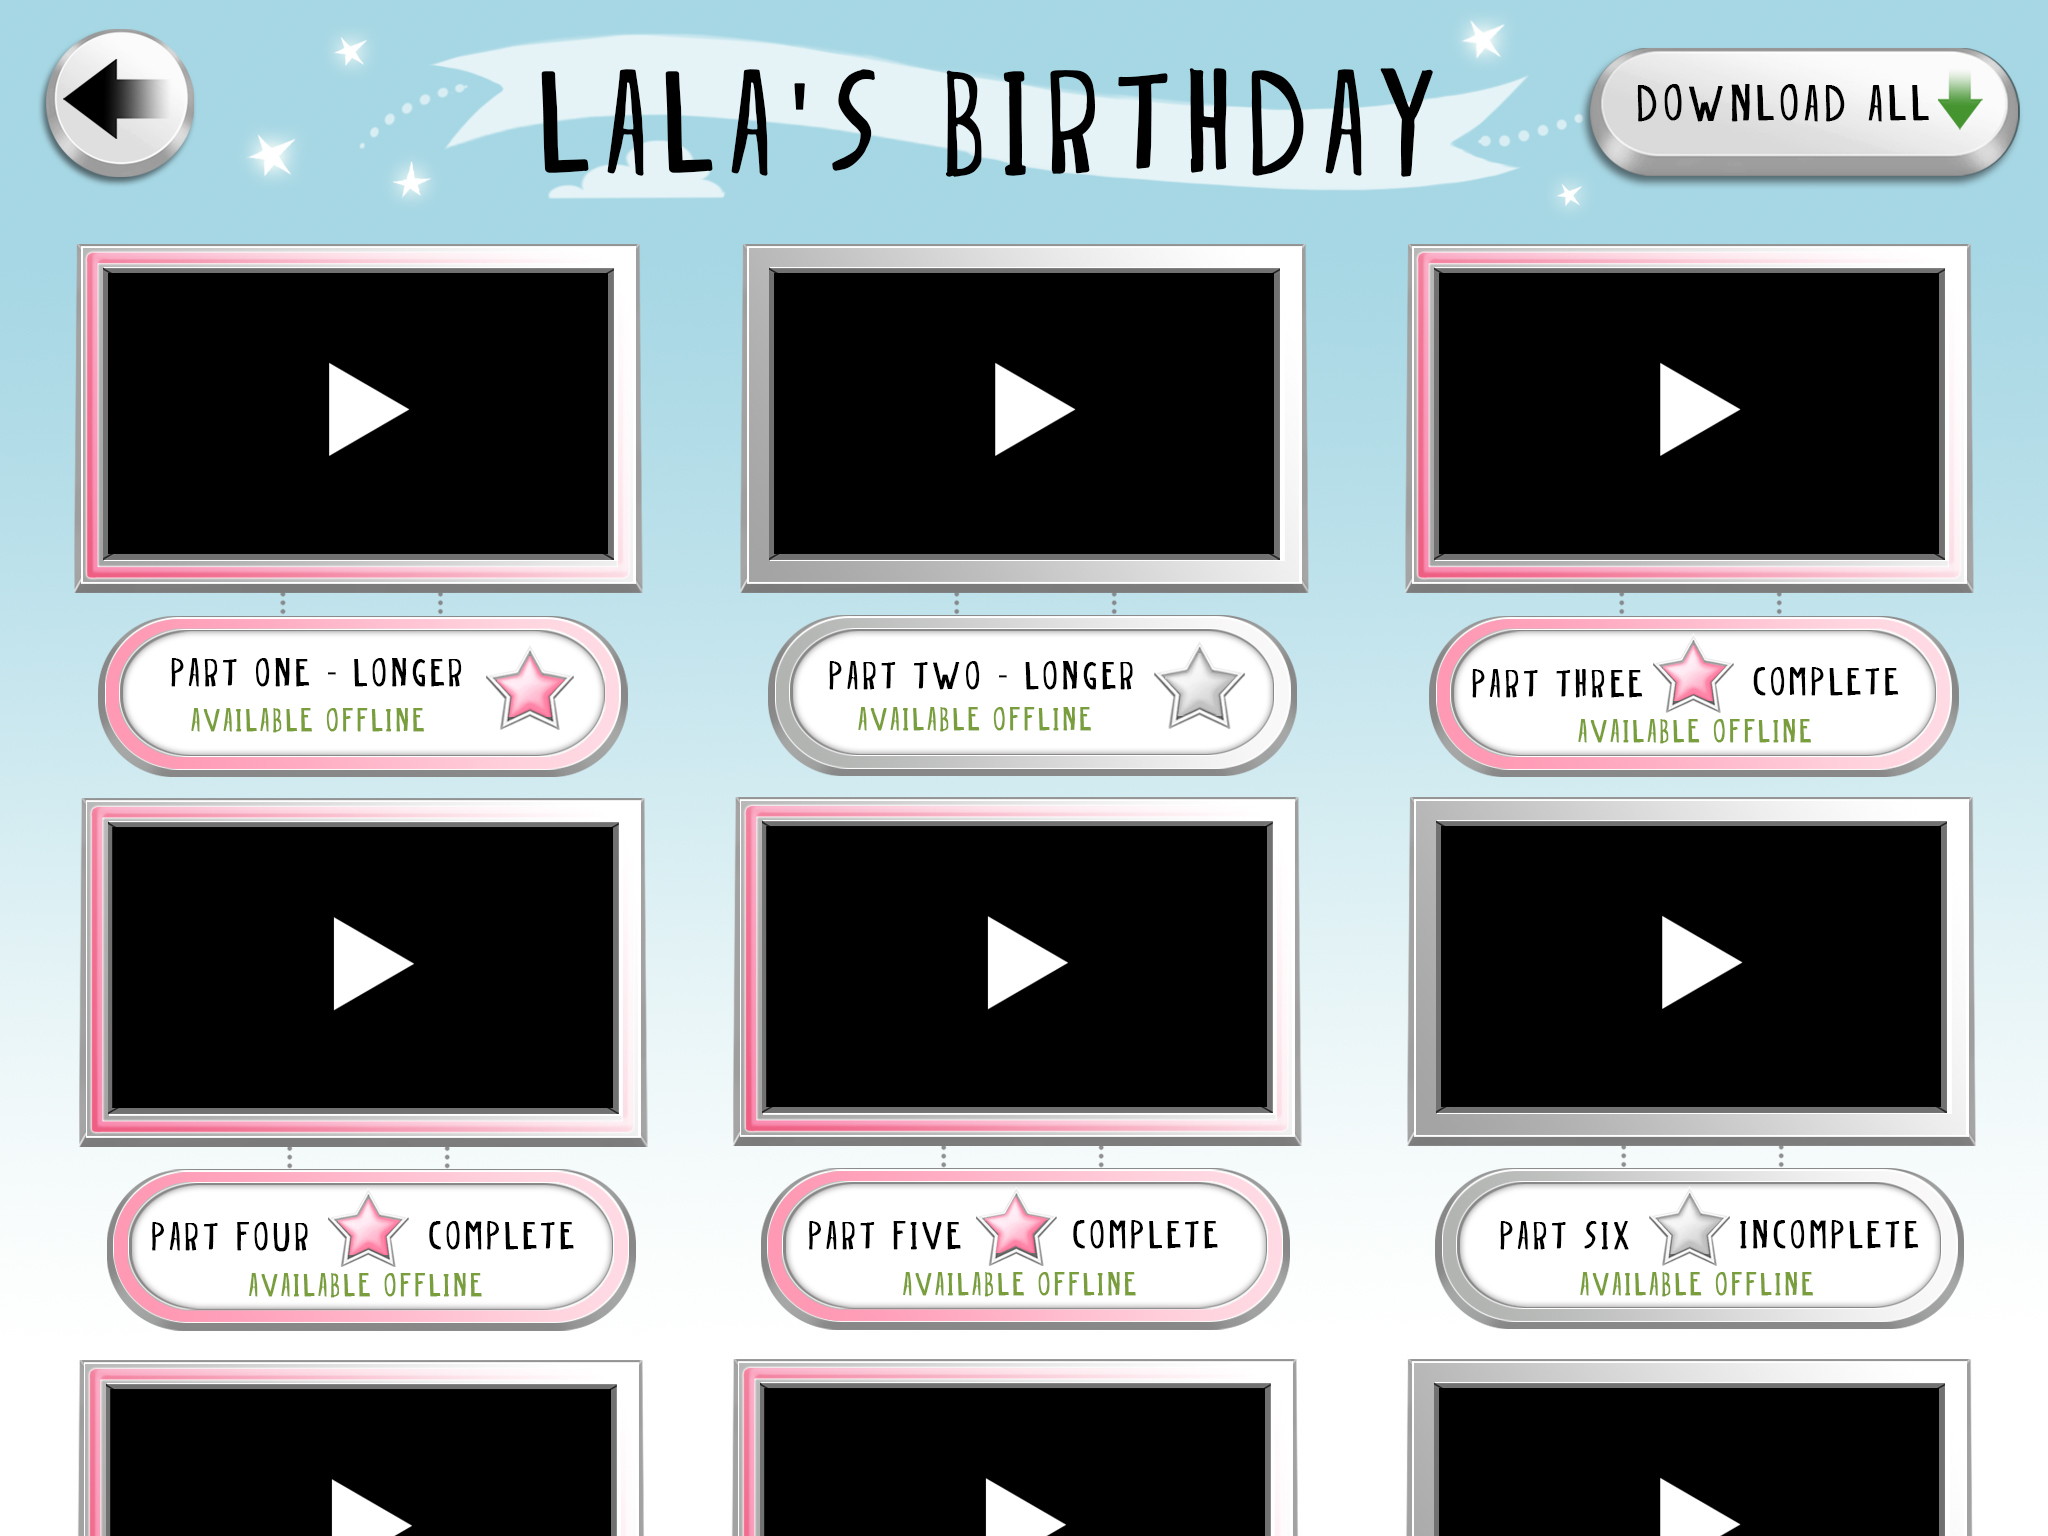 LALA'S BIRTHDAY
DOWNLOAD ALL
PART ONE - LONGER
AVAILABLE OFFLINE
PART TWO - LONGER
AVAILABLE OFFLINE
PART THREE COMPLETE
AVAILABLE OFFLINE
PART FOUR COMPLETE
AVAILABLE OFFLINE
PART FIVE COMPLETE
AVAILABLE OFFLINE
PART SIX INCOMPLETE
AVAILABLE OFFLINE